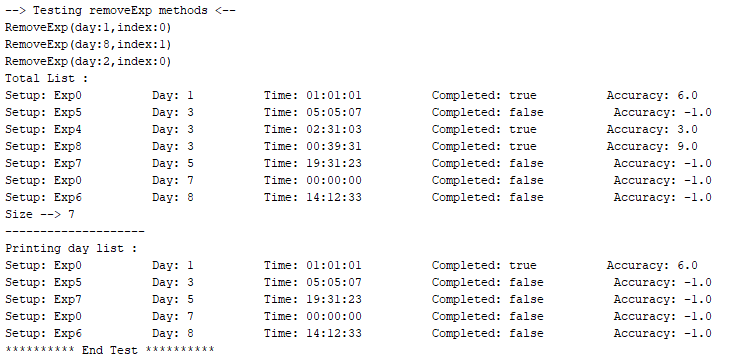 --> Testing removeExp methods <--
RemoveExp(day:1,index:0)
RemoveExp(day:8,index:1)
RemoveExp(day:2,index:0)
Total List :
Setup: Exp0 Day: 1 Time: 01:01:01 Completed: true Accuracy: 6.0
Setup: Exp5 Day: 3 Time: 05:05:07 Completed: false Accuracy: -1.0
Setup: Exp4 Day: 3 Time: 02:31:03 Completed: true Accuracy: 3.0
Setup: Exp8 Day: 3 Time: 00:39:31 Completed: true Accuracy: 9.0
Setup: Exp7 Day: 5 Time: 19:31:23 Completed: false Accuracy: -1.0
Setup: Exp0 Day: 7 Time: 00:00:00 Completed: false Accuracy: -1.0
Setup: Exp6 Day: 8 Time: 14:12:33 Completed: false Accuracy: -1.0
Size --> 7
--------------------
Printing day list :
Setup: Exp0 Day: 1 Time: 01:01:01 Completed: true Accuracy: 6.0
Setup: Exp5 Day: 3 Time: 05:05:07 Completed: false Accuracy: -1.0
Setup: Exp7 Day: 5 Time: 19:31:23 Completed: false Accuracy: -1.0
Setup: Exp0 Day: 7 Time: 00:00:00 Completed: false Accuracy: -1.0
Setup: Exp6 Day: 8 Time: 14:12:33 Completed: false Accuracy: -1.0
********** End Test **********